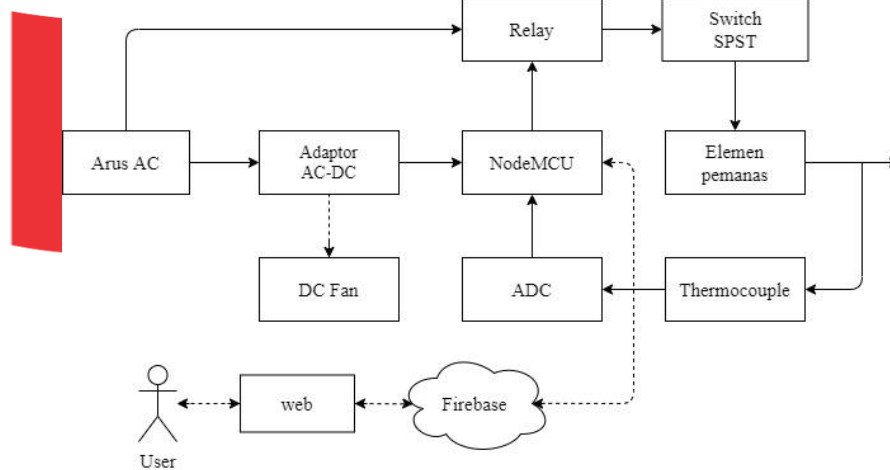 Relay
Switch
SPST
Arus AC
Adaptor
AC-DC
NodeMCU
Elemen
pemanas
DC Fan
ADC
Thermocouple
web
Firebase
User